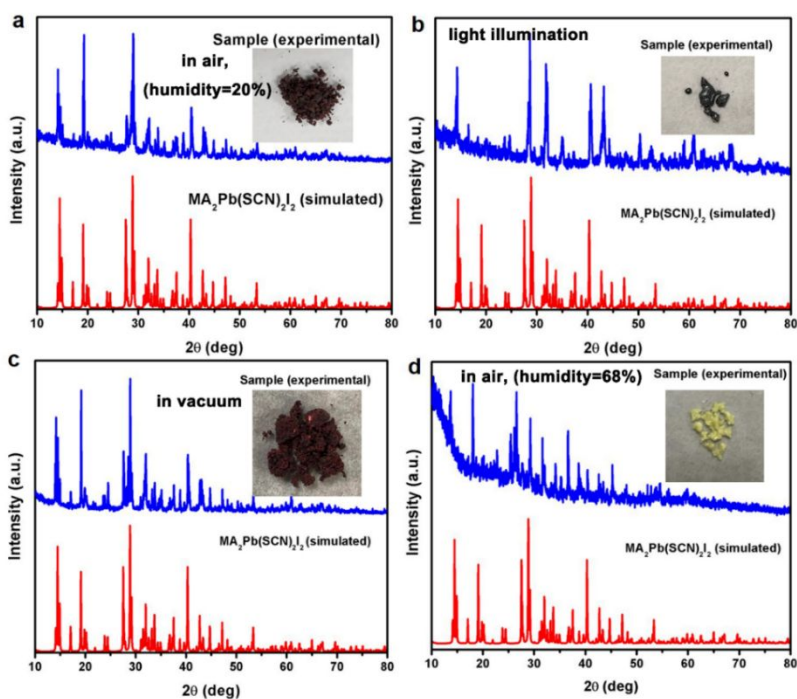 a
Sample (experimental)
in air,
(humidity=20%)
MA2Pb(SCN)2I2 (simulated)
Intensity (a.u.)
10 20 30 40 50 60 70 80
2θ (deg)
b
light illumination
Sample (experimental)
MA2Pb(SCN)2I2 (simulated)
Intensity (a.u.)
10 20 30 40 50 60 70 80
2θ (deg)
c
Sample (experimental)
in vacuum
MA2Pb(SCN)2I2 (simulated)
Intensity (a.u.)
10 20 30 40 50 60 70 80
2θ (deg)
d
in air, (humidity=68%)
Sample (experimental)
MA2Pb(SCN)2I2 (simulated)
Intensity (a.u.)
10 20 30 40 50 60 70 80
2θ (deg)